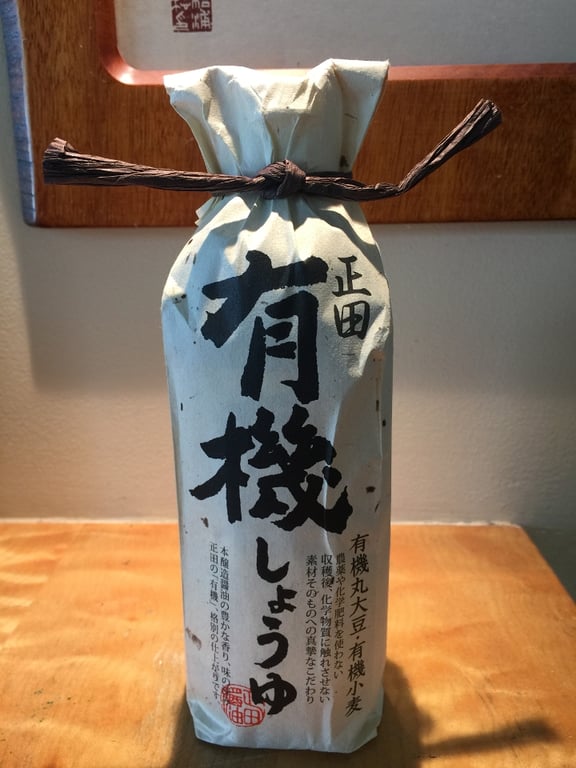 正田
有機
しょうゆ
有機丸大豆・有機小麦
農薬や化学肥料を使わない
収穫後、化学物質に触れさせない
素材そのものへの真摯なこだわり
本醸造醤油の豊かな香り、味の
正田の「有機」、格別の仕上がりです
正田
醤油